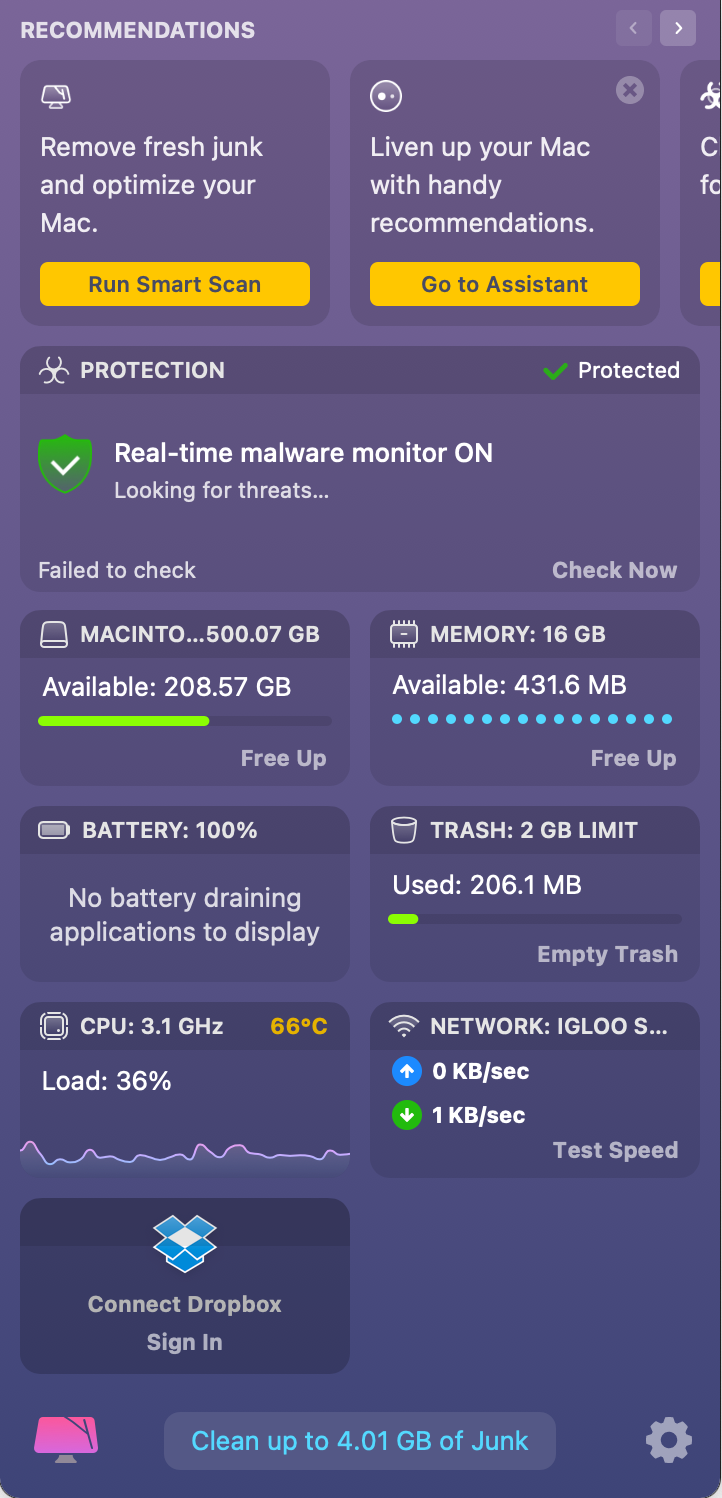 RECOMMENDATIONS
Remove fresh junk
and optimize your
Mac.
Run Smart Scan
Liven up your Mac
with handy
recommendations.
Go to Assistant
C
fo
PROTECTION
Protected
Real-time malware monitor ON
Looking for threats...
Failed to check
Check Now
MACINTO...500.07 GB
Available: 208.57 GB
Free Up
MEMORY: 16 GB
Available: 431.6 MB
Free Up
BATTERY: 100%
No battery draining
applications to display
TRASH: 2 GB LIMIT
Used: 206.1 MB
Empty Trash
CPU: 3.1 GHz
66°C
Load: 36%
NETWORK: IGLOO S...
0 KB/sec
1 KB/sec
Test Speed
Connect Dropbox
Sign In
Clean up to 4.01 GB of Junk